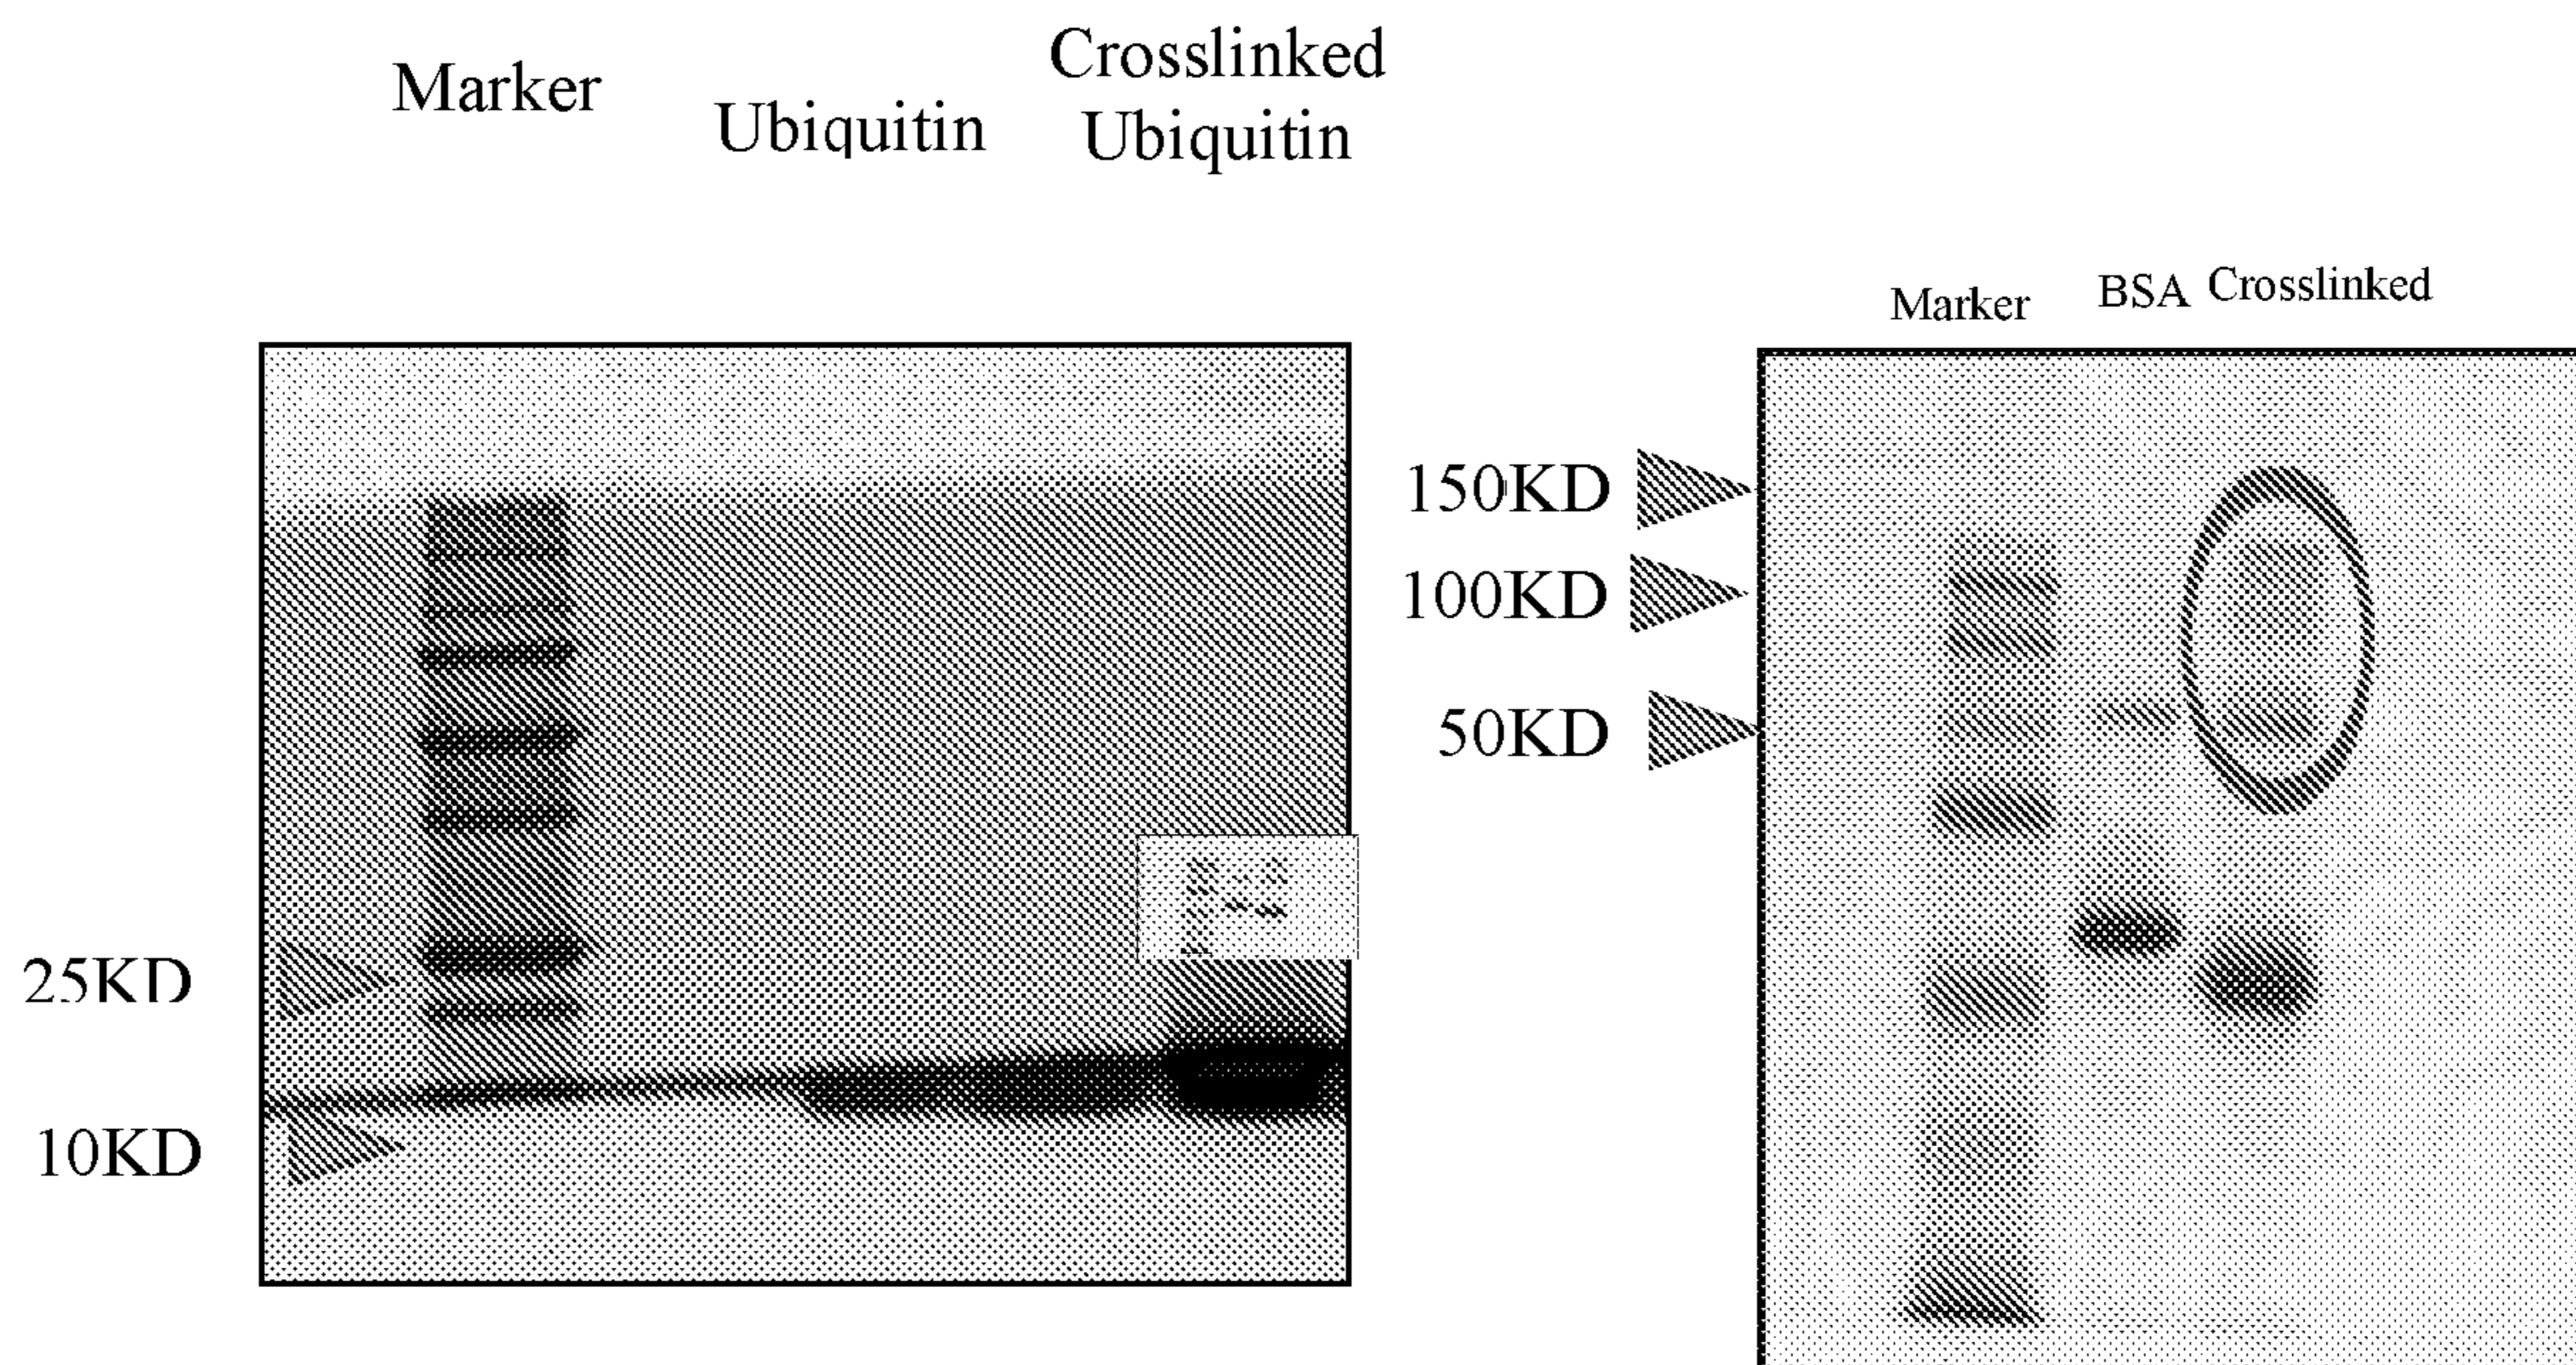 Marker
Ubiquitin
Crosslinked
Ubiquitin
25KD
10KD
Marker
BSA
Crosslinked
150KD
100KD
50KD